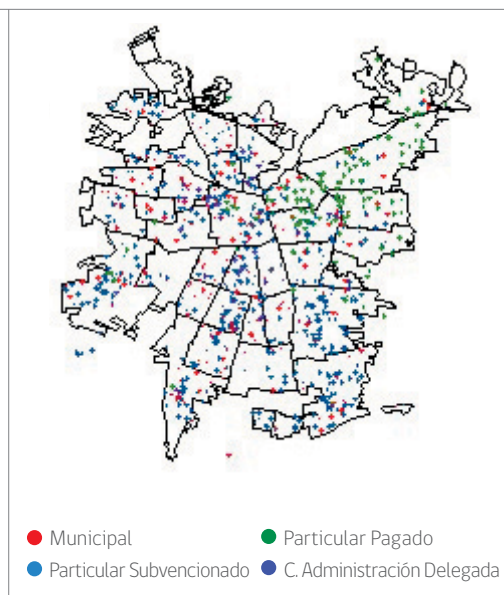 Municipal
Particular Pagado
Particular Subvencionado
C. Administración Delegada